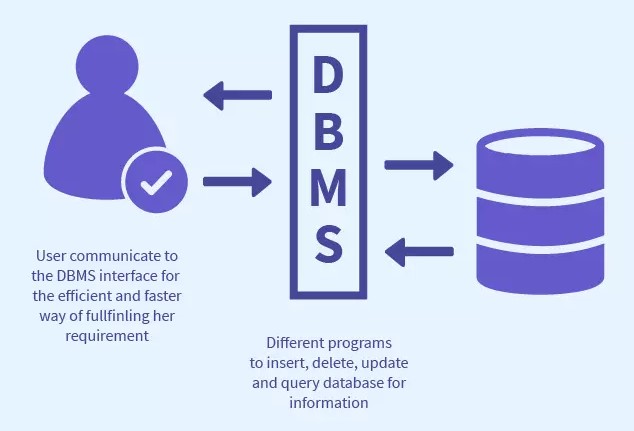 D
B
M
S
User communicate to
the DBMS interface for
the efficient and faster
way of fullfinling her
requirement
Different programs
to insert, delete, update
and query database for
information